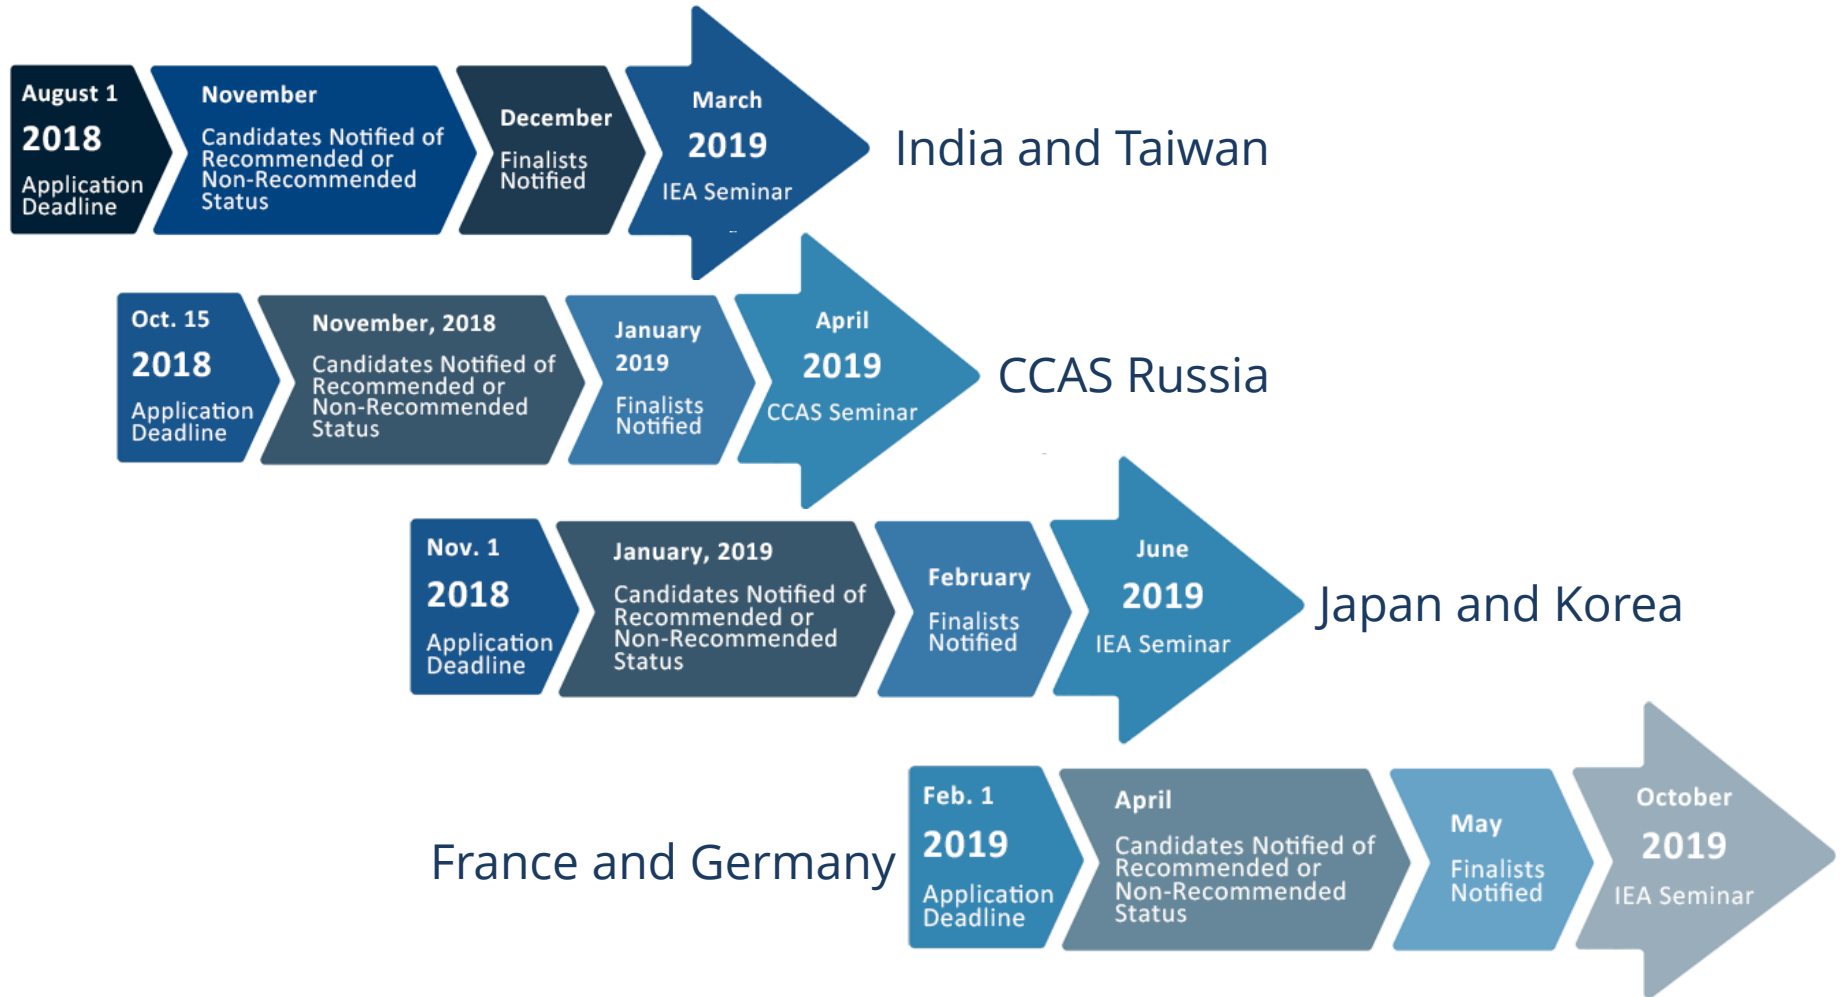 August 1
2018
Application
Deadline
November
Candidates Notified of
Recommended or
Non-Recommended
Status
December
Finalists
Notified
March
2019
IEA Seminar
India and Taiwan
Oct. 15
2018
Application
Deadline
November, 2018
Candidates Notified of
Recommended or
Non-Recommended
Status
January
2019
Finalists
Notified
April
2019
CCAS Seminar
CCAS Russia
Nov. 1
2018
Application
Deadline
January, 2019
Candidates Notified of
Recommended or
Non-Recommended
Status
February
Finalists
Notified
June
2019
IEA Seminar
Japan and Korea
France and Germany
Feb. 1
2019
Application
Deadline
April
Candidates Notified of
Recommended or
Non-Recommended
Status
May
Finalists
Notified
October
2019
IEA Seminar